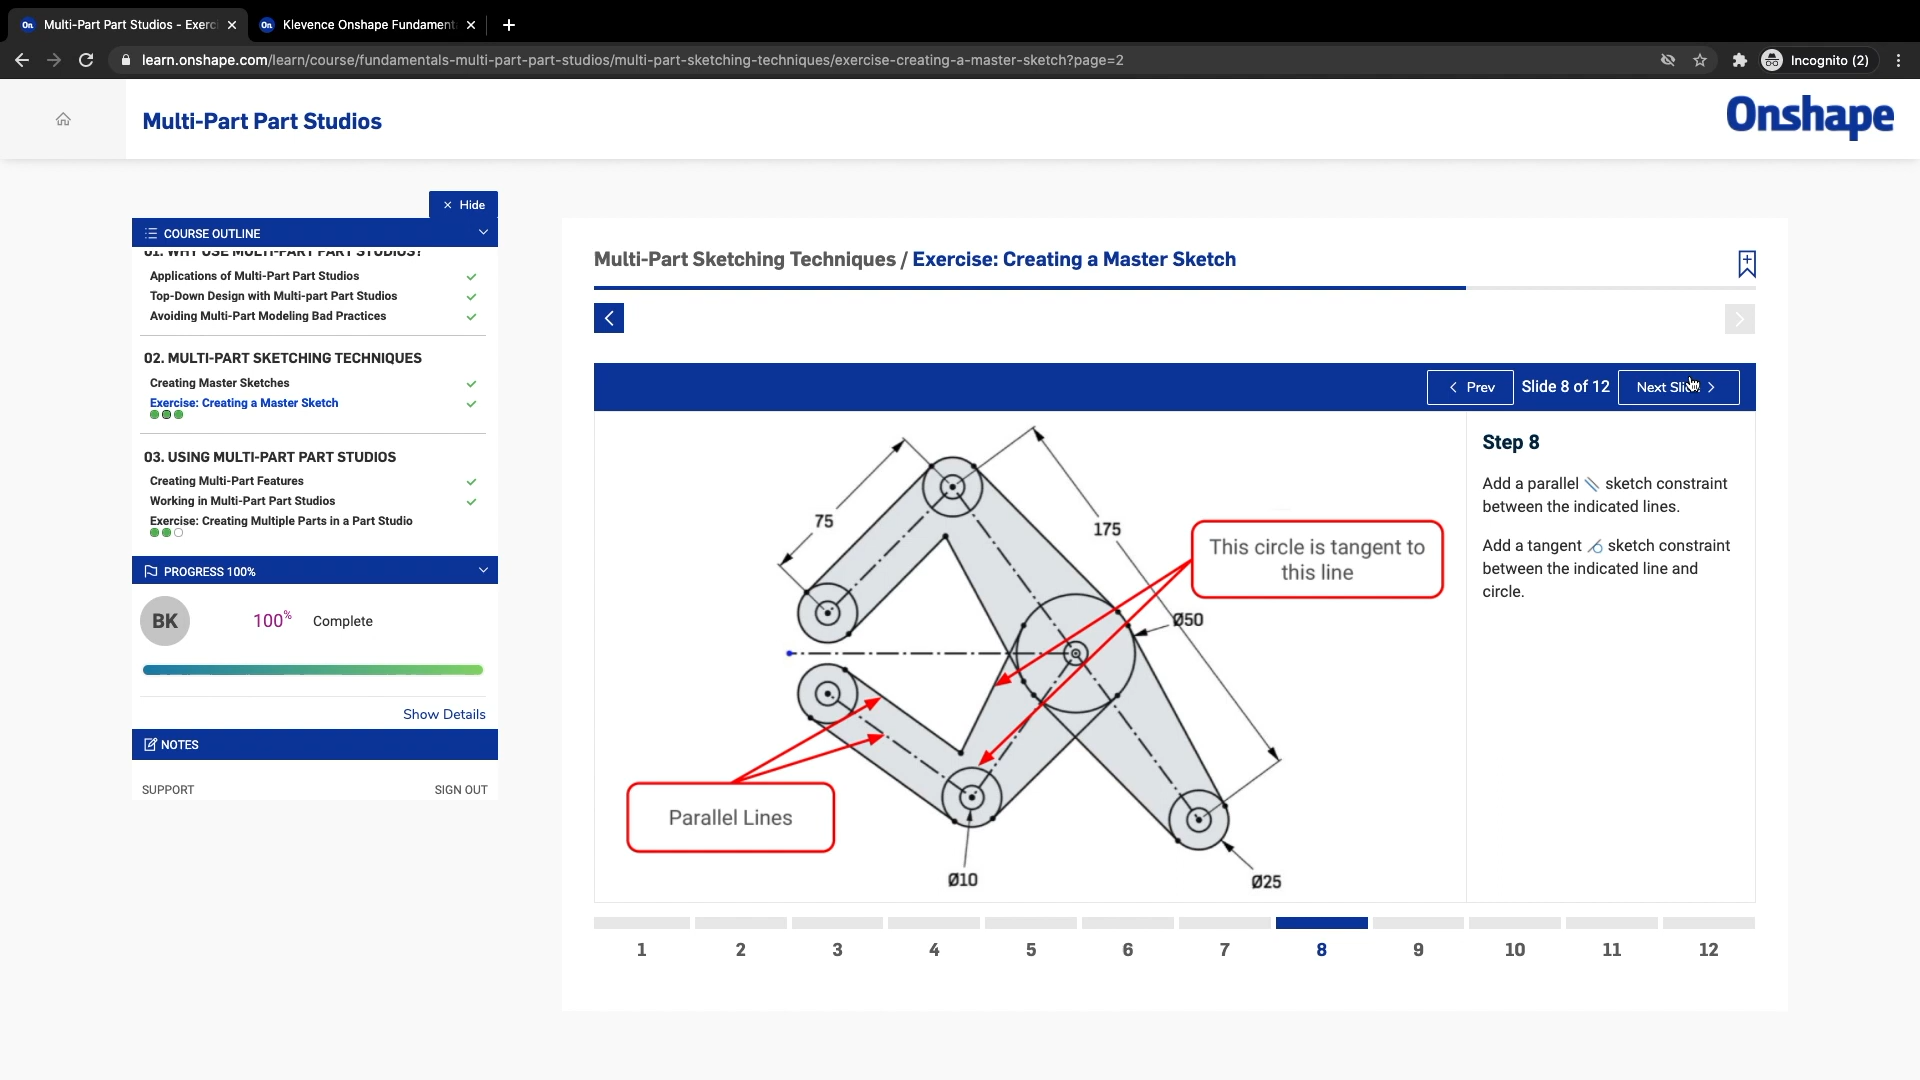 Multi-Part Part Studios - Exerc
Klevence Onshape Fundament
learn.onshape.com/learn/course/fundamentals-multi-part-part-studios/multi-part-sketching-techniques/exercise-creating-a-master-sketch?page=2
Incognito (2)
Multi-Part Part Studios
Onshape
× Hide
COURSE OUTLINE
01. WHY USE MULTI-PART PART STUDIOS?
Applications of Multi-Part Part Studios
Top-Down Design with Multi-part Part Studios
Avoiding Multi-Part Modeling Bad Practices
02. MULTI-PART SKETCHING TECHNIQUES
Creating Master Sketches
Exercise: Creating a Master Sketch
03. USING MULTI-PART PART STUDIOS
Creating Multi-Part Features
Working in Multi-Part Part Studios
Exercise: Creating Multiple Parts in a Part Studio
PROGRESS 100%
BK
100% Complete
Show Details
NOTES
SUPPORT
SIGN OUT
Multi-Part Sketching Techniques / Exercise: Creating a Master Sketch
Prev
Slide 8 of 12
Next Slide
75
175
This circle is tangent to
this line
Ø50
Parallel Lines
Ø10
Ø25
Step 8
Add a parallel sketch constraint
between the indicated lines.
Add a tangent sketch constraint
between the indicated line and
circle.
1 2 3 4 5 6 7 8 9 10 11 12